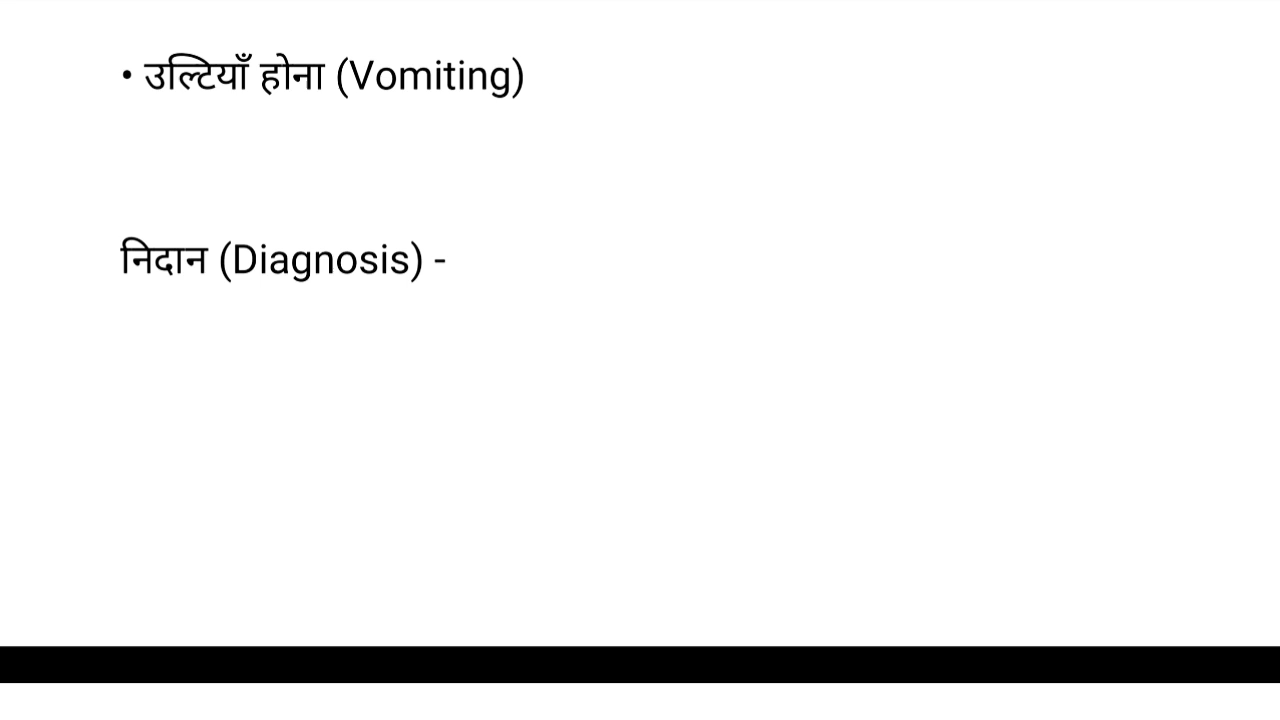 • उल्टियाँ होना (Vomiting)
निदान (Diagnosis) -